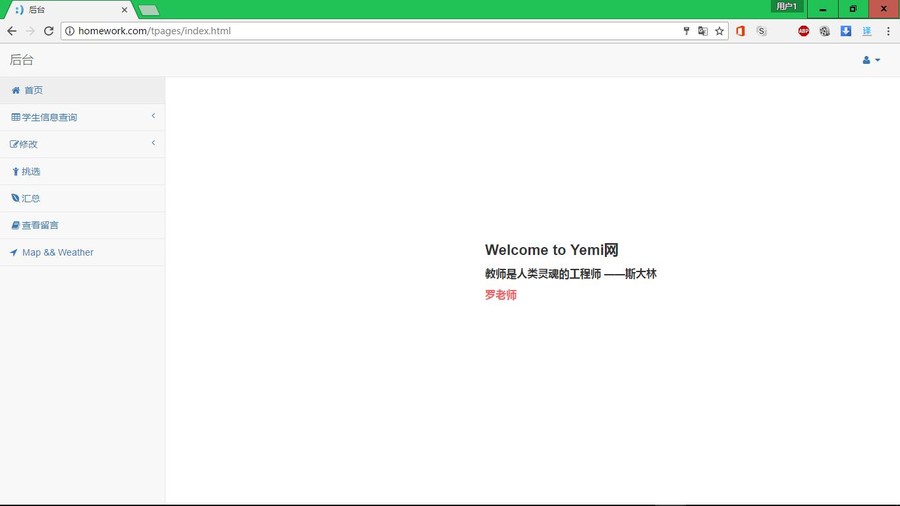 后台
用户1
homework.com/tpages/index.html
ABP
后台
首页
学生信息查询
修改
挑选
汇总
查看留言
Map && Weather
Welcome to Yemi网
教师是人类灵魂的工程师 ——斯大林
罗老师